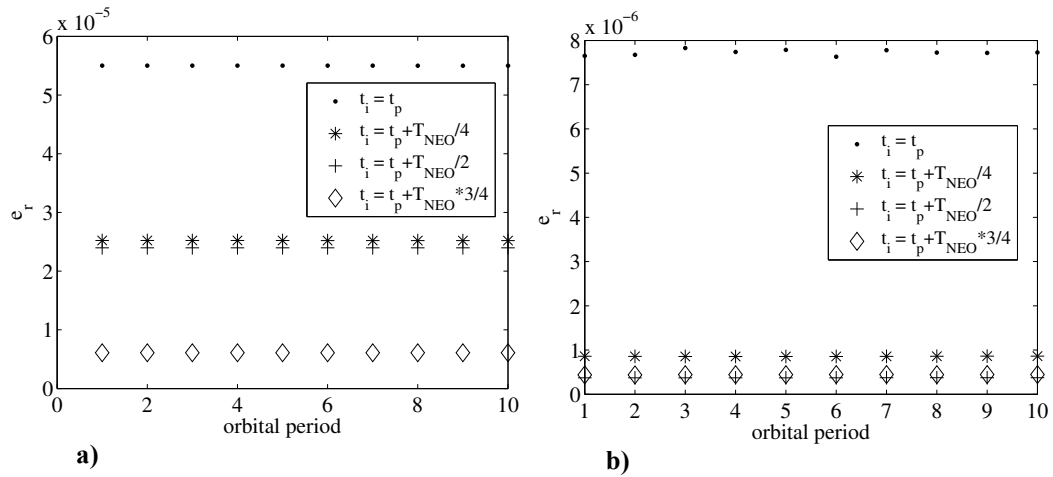 x 10⁻⁵
6
5
4
3
2
1
0
e_r
0 2 4 6 8 10
orbital period
t_i = t_p
t_i = t_p+T_NEO/4
t_i = t_p+T_NEO/2
t_i = t_p+T_NEO*3/4
a)
x 10⁻⁶
8
7
6
5
4
3
2
1
0
e_r
1 2 3 4 5 6 7 8 9 10
orbital period
t_i = t_p
t_i = t_p+T_NEO/4
t_i = t_p+T_NEO/2
t_i = t_p+T_NEO*3/4
b)